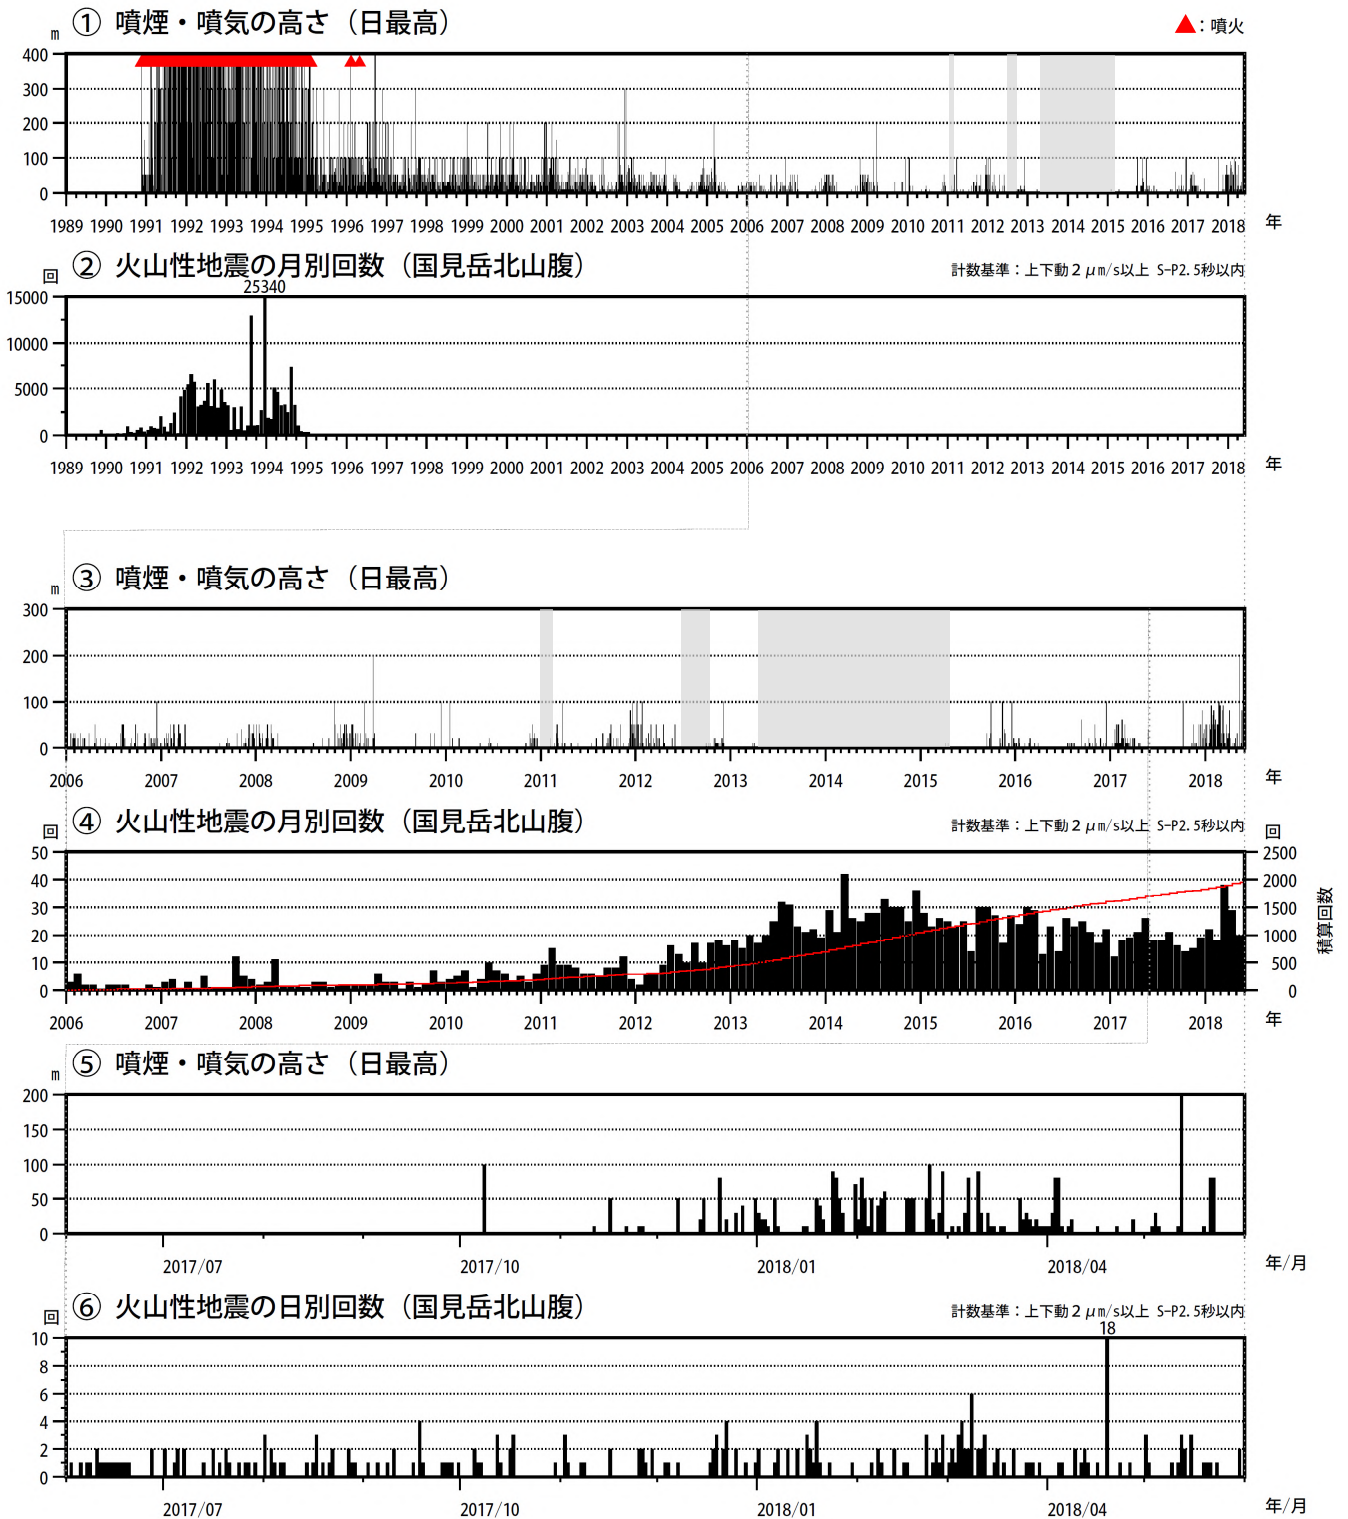 ① 噴煙・噴気の高さ（日最高）
▲：噴火
m
400
300
200
100
0
1989 1990 1991 1992 1993 1994 1995 1996 1997 1998 1999 2000 2001 2002 2003 2004 2005 2006 2007 2008 2009 2010 2011 2012 2013 2014 2015 2016 2017 2018 年
② 火山性地震の月別回数（国見岳北山腹）
計数基準：上下動２μm/s以上 S-P2.5秒以内
回
25340
15000
10000
5000
0
1989 1990 1991 1992 1993 1994 1995 1996 1997 1998 1999 2000 2001 2002 2003 2004 2005 2006 2007 2008 2009 2010 2011 2012 2013 2014 2015 2016 2017 2018 年
③ 噴煙・噴気の高さ（日最高）
m
300
200
100
0
2006 2007 2008 2009 2010 2011 2012 2013 2014 2015 2016 2017 2018 年
④ 火山性地震の月別回数（国見岳北山腹）
計数基準：上下動２μm/s以上 S-P2.5秒以内
回 回
50 2500
40 2000
30 1500
20 1000
10 500
0 0
積算回数
2006 2007 2008 2009 2010 2011 2012 2013 2014 2015 2016 2017 2018 年
⑤ 噴煙・噴気の高さ（日最高）
m
200
150
100
50
0
2017/07 2017/10 2018/01 2018/04 年/月
⑥ 火山性地震の日別回数（国見岳北山腹）
計数基準：上下動２μm/s以上 S-P2.5秒以内
回
18
10
8
6
4
2
0
2017/07 2017/10 2018/01 2018/04 年/月